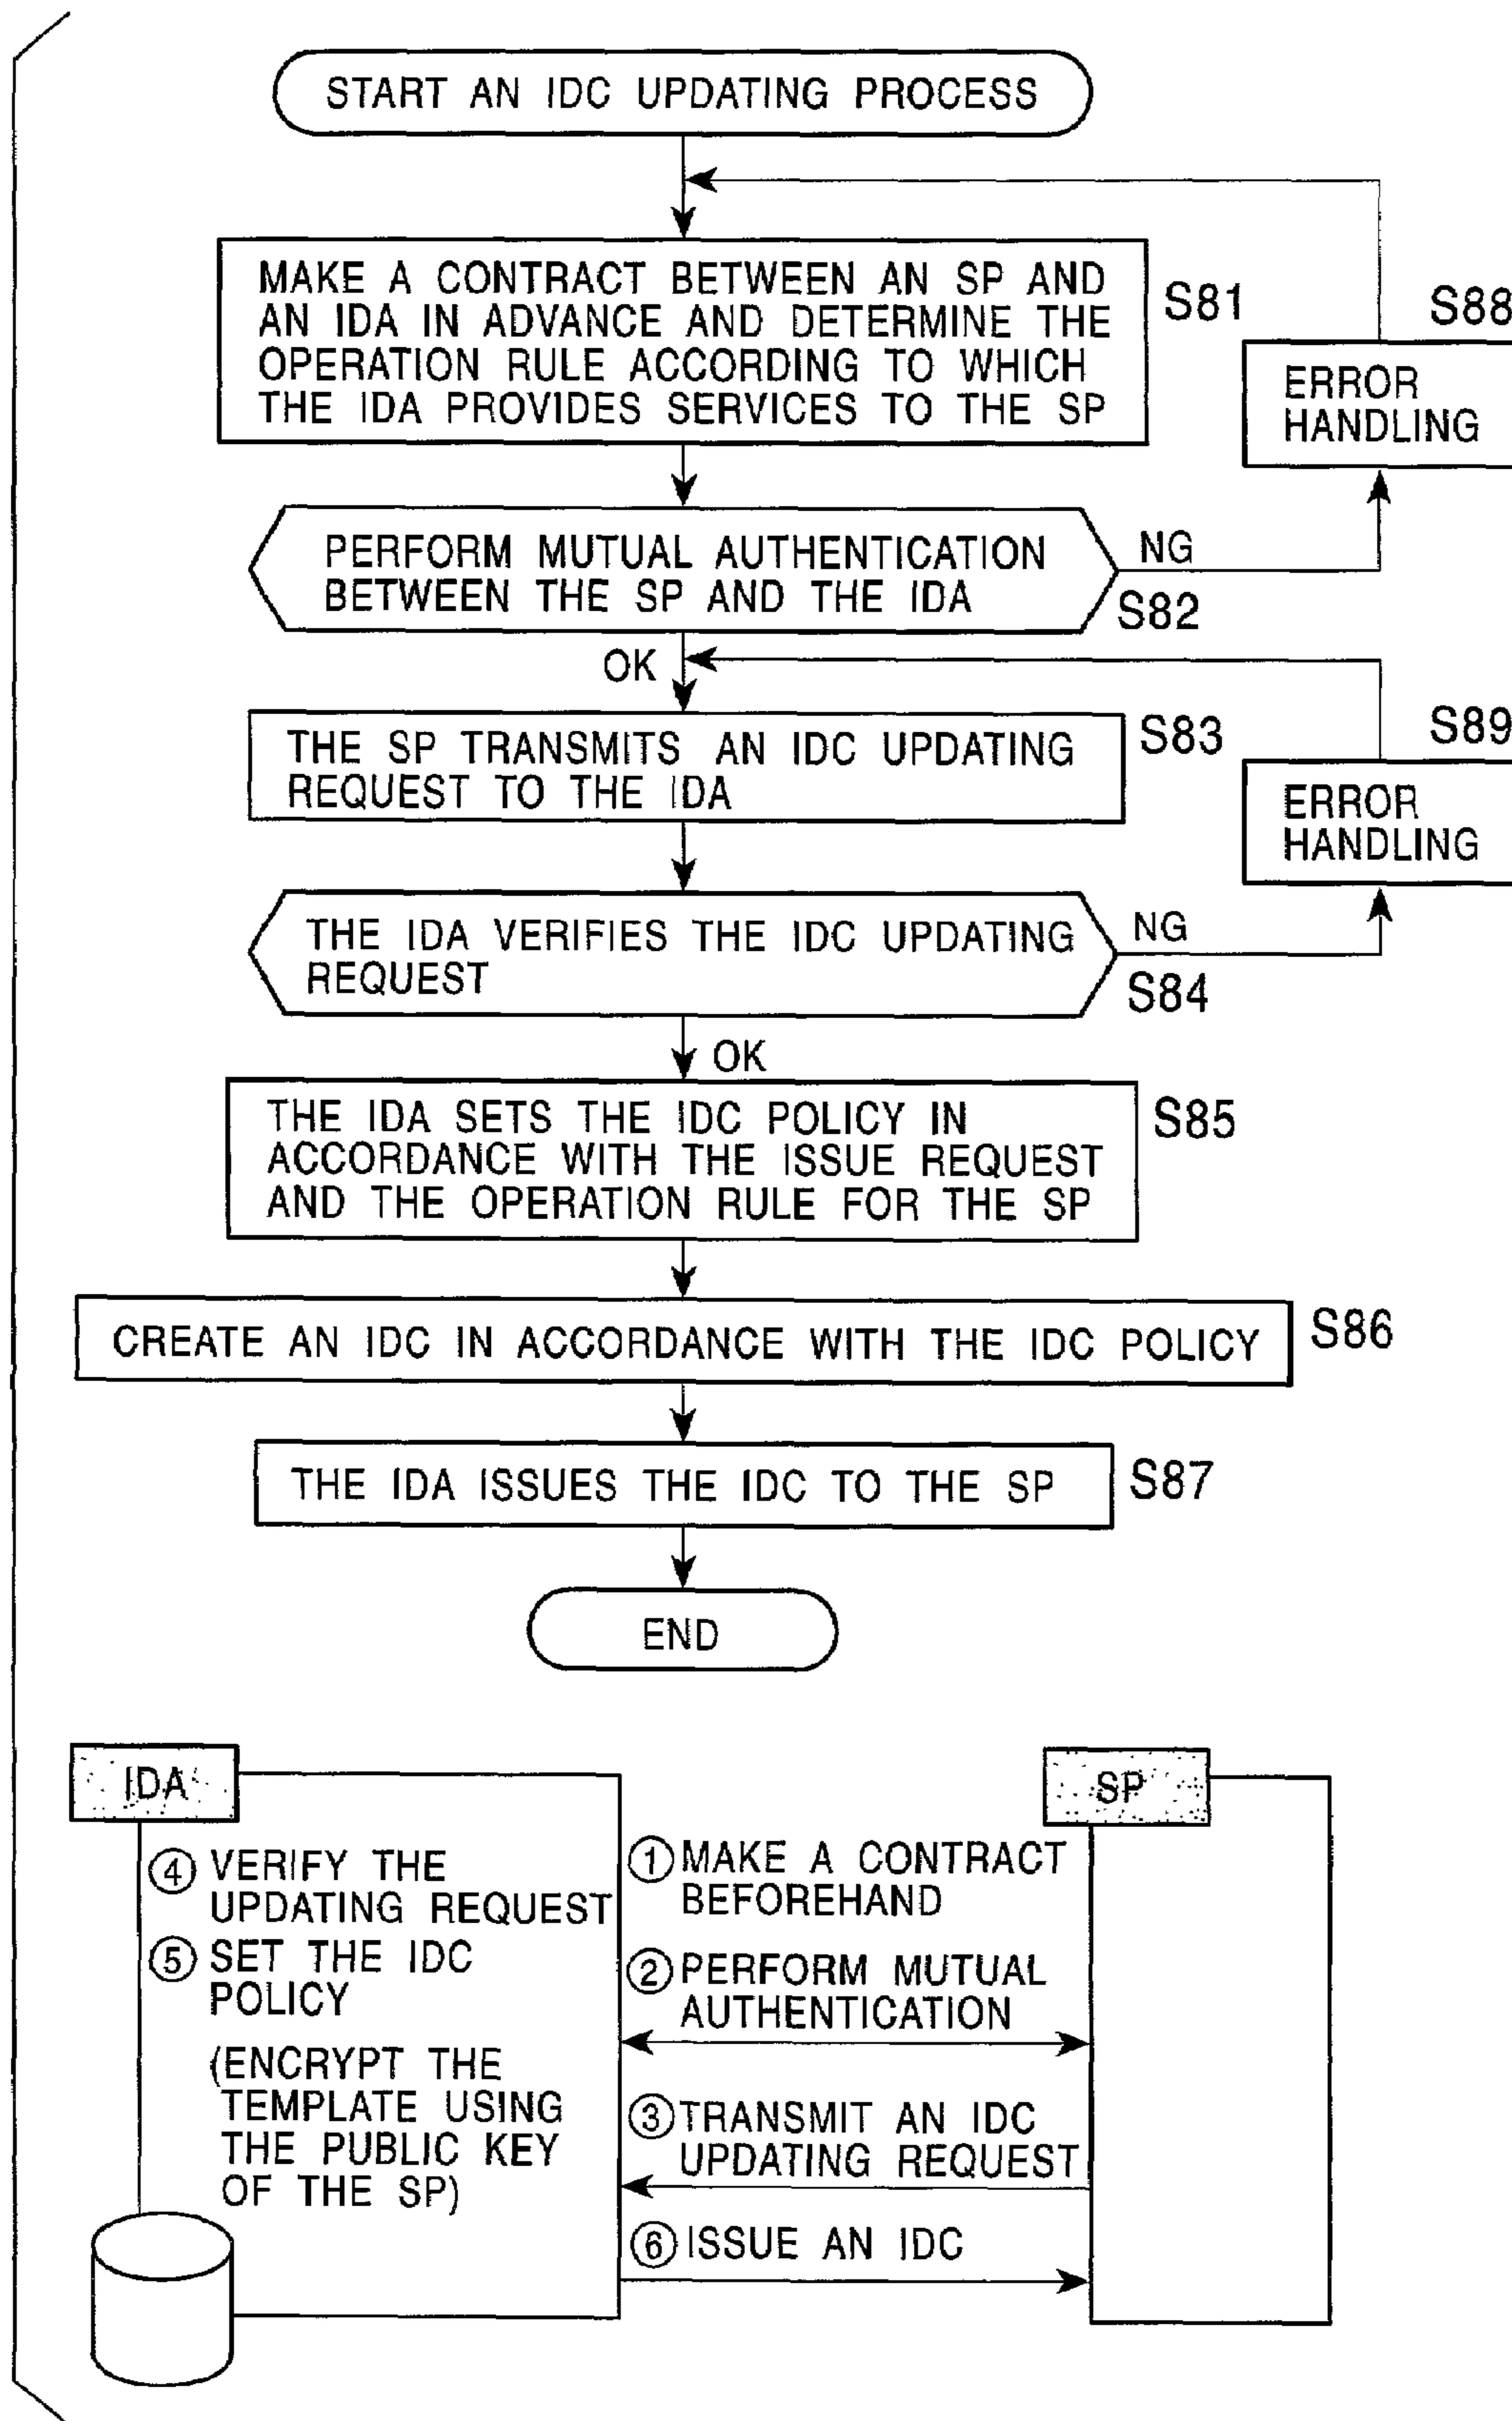 START AN IDC UPDATING PROCESS
MAKE A CONTRACT BETWEEN AN SP AND
AN IDA IN ADVANCE AND DETERMINE THE
OPERATION RULE ACCORDING TO WHICH
THE IDA PROVIDES SERVICES TO THE SP
S81
S88
ERROR
HANDLING
PERFORM MUTUAL AUTHENTICATION
BETWEEN THE SP AND THE IDA
NG
S82
OK
THE SP TRANSMITS AN IDC UPDATING
REQUEST TO THE IDA
S83
S89
ERROR
HANDLING
THE IDA VERIFIES THE IDC UPDATING
REQUEST
NG
S84
OK
THE IDA SETS THE IDC POLICY IN
ACCORDANCE WITH THE ISSUE REQUEST
AND THE OPERATION RULE FOR THE SP
S85
CREATE AN IDC IN ACCORDANCE WITH THE IDC POLICY
S86
THE IDA ISSUES THE IDC TO THE SP
S87
END
IDA
④ VERIFY THE
UPDATING REQUEST
⑤ SET THE IDC
POLICY
(ENCRYPT THE
TEMPLATE USING
THE PUBLIC KEY
OF THE SP)
① MAKE A CONTRACT
BEFOREHAND
② PERFORM MUTUAL
AUTHENTICATION
③ TRANSMIT AN IDC
UPDATING REQUEST
⑥ ISSUE AN IDC
SP